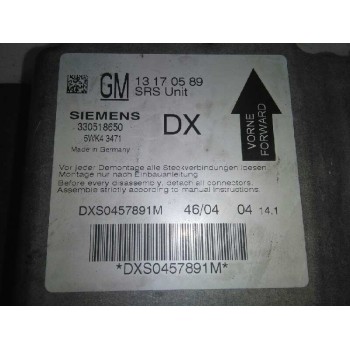 GM 13 17 05 89
SRS Unit
SIEMENS
330518650
5WK4 3471
Made in Germany
DX
VORNE
FORWARD
Vor jeder Demontage alle Steckverbindungen loesen.
Montage nur nach Einbauanleitung
Before every disassembly, detach all connectors.
Assemble strictly according to manual instructions
DXS0457891M 46/04 04 14.1
*DXS0457891M*